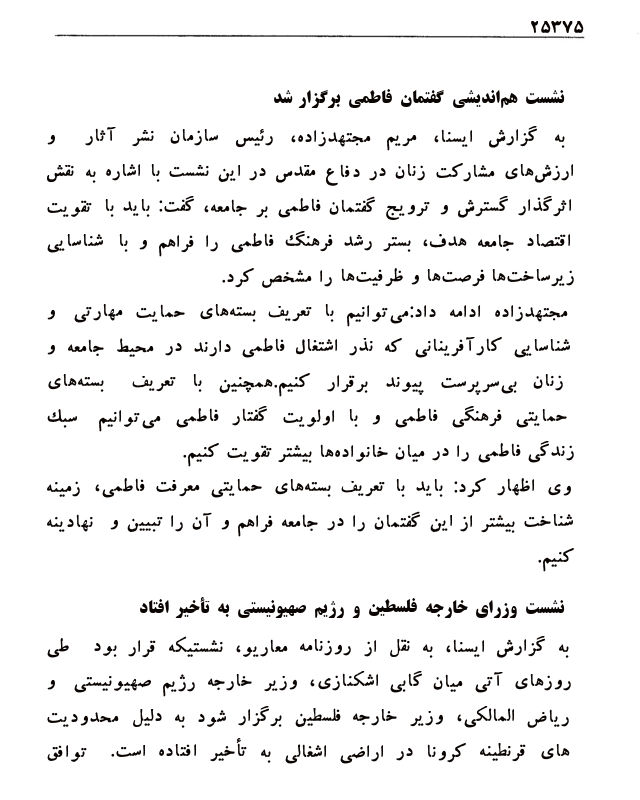 ۲۵۳۷۵
نشست هم‌اندیشی گفتمان فاطمی برگزار شد
به گزارش ایسنا، مریم مجتهدزاده، رئیس سازمان نشر آثار و
ارزش‌های مشارکت زنان در دفاع مقدس در این نشست با اشاره به نقش
اثرگذار گسترش و ترویج گفتمان فاطمی بر جامعه، گفت: باید با تقویت
اقتصاد جامعه هدف، بستر رشد فرهنگ فاطمی را فراهم و با شناسایی
زیرساخت‌ها فرصت‌ها و ظرفیت‌ها را مشخص کرد.
مجتهدزاده ادامه داد:می‌توانیم با تعریف بسته‌های حمایت مهارتی و
شناسایی کارآفرینانی که نذر اشتغال فاطمی دارند در محیط جامعه و
زنان بی‌سرپرست پیوند برقرار کنیم.همچنین با تعریف بسته‌های
حمایتی فرهنگی فاطمی و با اولویت گفتار فاطمی می‌توانیم سبک
زندگی فاطمی را در میان خانواده‌ها بیشتر تقویت کنیم.
وی اظهار کرد: باید با تعریف بسته‌های حمایتی معرفت فاطمی، زمینه
شناخت بیشتر از این گفتمان را در جامعه فراهم و آن را تبیین و نهادینه
کنیم.
نشست وزرای خارجه فلسطین و رژیم صهیونیستی به تأخیر افتاد
به گزارش ایسنا، به نقل از روزنامه معاریو، نشستیکه قرار بود طی
روزهای آتی میان گابی اشکنازی، وزیر خارجه رژیم صهیونیستی و
ریاض المالکی، وزیر خارجه فلسطین برگزار شود به دلیل محدودیت
های قرنطینه کرونا در اراضی اشغالی به تأخیر افتاده است. توافق